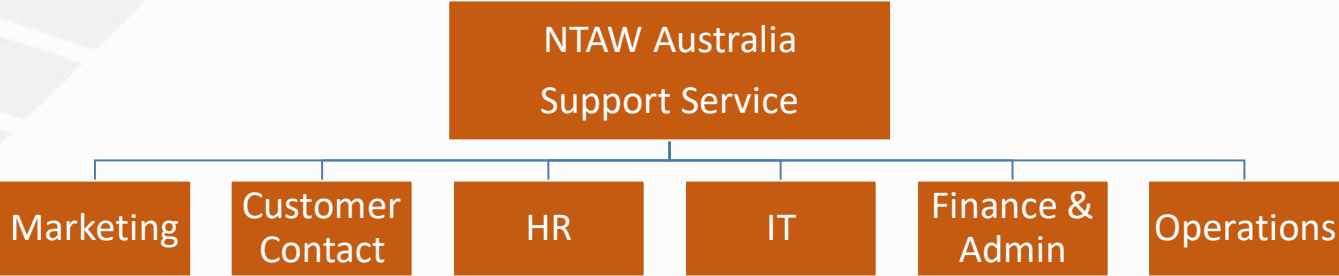 NTAW Australia
Support Service
Marketing
Customer
Contact
HR
IT
Finance &
Admin
Operations